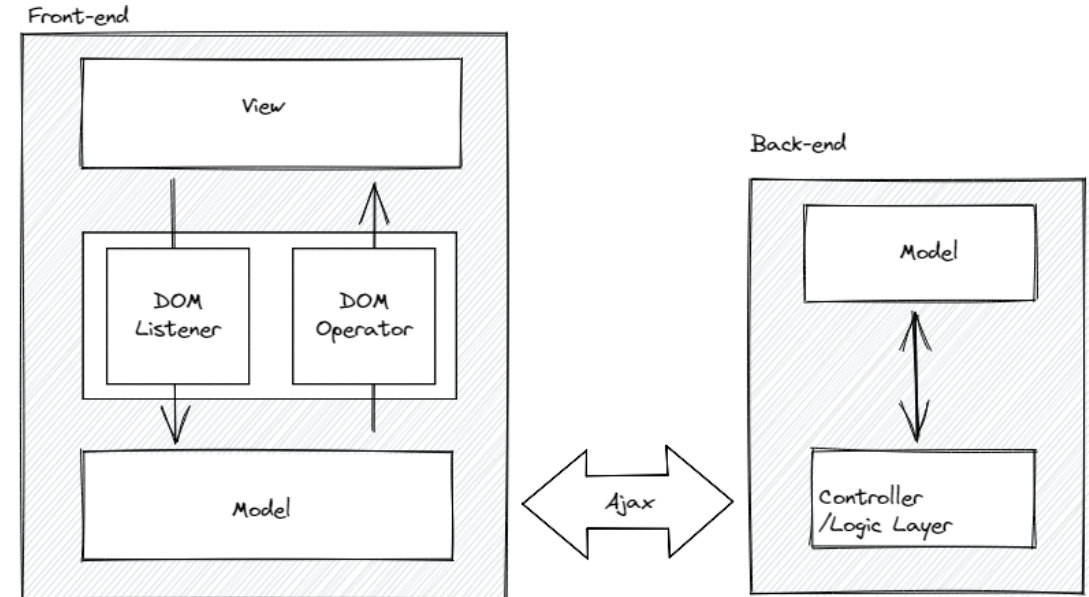 Front-end
View
DOM
Listener
DOM
Operator
Model
Ajax
Back-end
Model
Controller
/Logic Layer